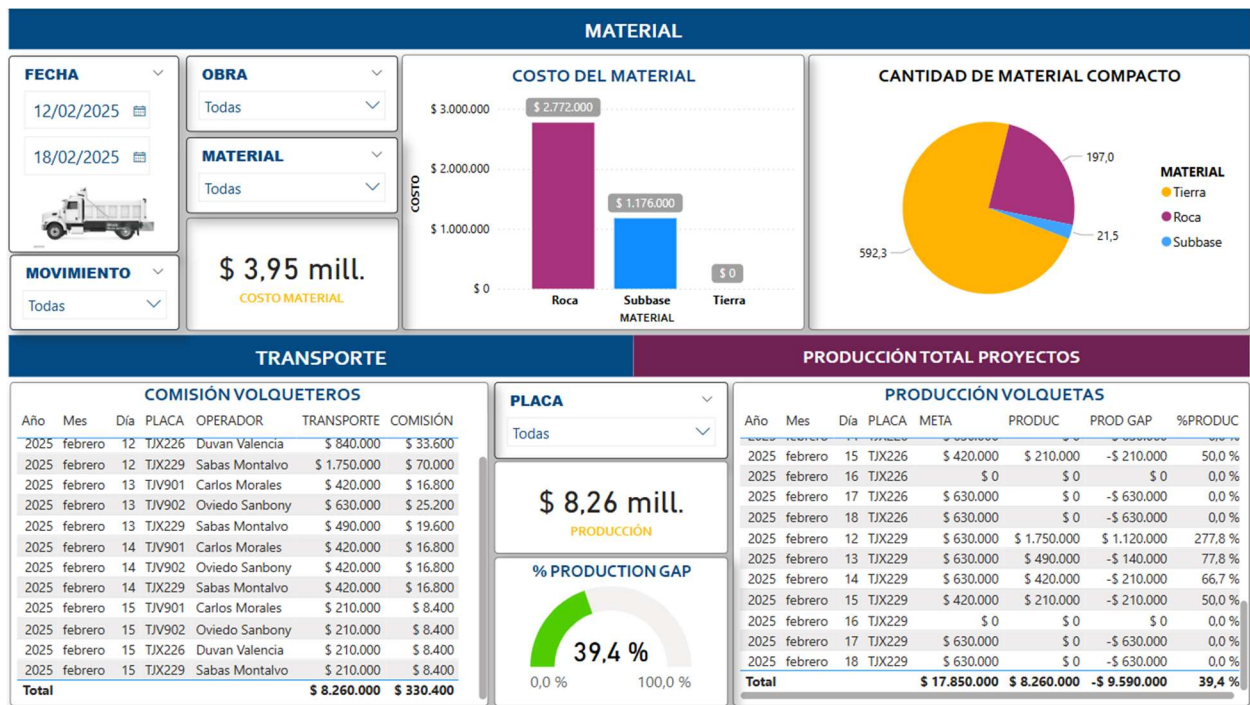 MATERIAL
FECHA
12/02/2025
18/02/2025
MOVIMIENTO
Todas
OBRA
Todas
MATERIAL
Todas
$ 3,95 mill.
COSTO MATERIAL
COSTO DEL MATERIAL
COSTO
$ 3.000.000
$ 2.000.000
$ 1.000.000
$ 0
$ 2.772.000
$ 1.176.000
$ 0
Roca Subbase Tierra
MATERIAL
CANTIDAD DE MATERIAL COMPACTO
197,0
21,5
592,3
MATERIAL
Tierra
Roca
Subbase
TRANSPORTE
PRODUCCIÓN TOTAL PROYECTOS
COMISIÓN VOLQUETEROS
Año Mes Día PLACA OPERADOR TRANSPORTE COMISIÓN
2025 febrero 12 TJX226 Duvan Valencia $ 840.000 $ 33.600
2025 febrero 12 TJX229 Sabas Montalvo $ 1.750.000 $ 70.000
2025 febrero 13 TJV901 Carlos Morales $ 420.000 $ 16.800
2025 febrero 13 TJV902 Oviedo Sanbony $ 630.000 $ 25.200
2025 febrero 13 TJX229 Sabas Montalvo $ 490.000 $ 19.600
2025 febrero 14 TJV901 Carlos Morales $ 420.000 $ 16.800
2025 febrero 14 TJV902 Oviedo Sanbony $ 420.000 $ 16.800
2025 febrero 14 TJX229 Sabas Montalvo $ 420.000 $ 16.800
2025 febrero 15 TJV901 Carlos Morales $ 210.000 $ 8.400
2025 febrero 15 TJV902 Oviedo Sanbony $ 210.000 $ 8.400
2025 febrero 15 TJX226 Duvan Valencia $ 210.000 $ 8.400
2025 febrero 15 TJX229 Sabas Montalvo $ 210.000 $ 8.400
Total $ 8.260.000 $ 330.400
PLACA
Todas
$ 8,26 mill.
PRODUCCIÓN
% PRODUCTION GAP
39,4 %
0,0 % 100,0 %
PRODUCCIÓN VOLQUETAS
Año Mes Día PLACA META PRODUC PROD GAP %PRODUC
2025 febrero 15 TJX226 $ 420.000 $ 210.000 -$ 210.000 50,0 %
2025 febrero 16 TJX226 $ 0 $ 0 $ 0 0,0 %
2025 febrero 17 TJX226 $ 630.000 $ 0 -$ 630.000 0,0 %
2025 febrero 18 TJX226 $ 630.000 $ 0 -$ 630.000 0,0 %
2025 febrero 12 TJX229 $ 630.000 $ 1.750.000 $ 1.120.000 277,8 %
2025 febrero 13 TJX229 $ 630.000 $ 490.000 -$ 140.000 77,8 %
2025 febrero 14 TJX229 $ 630.000 $ 420.000 -$ 210.000 66,7 %
2025 febrero 15 TJX229 $ 420.000 $ 210.000 -$ 210.000 50,0 %
2025 febrero 16 TJX229 $ 0 $ 0 $ 0 0,0 %
2025 febrero 17 TJX229 $ 630.000 $ 0 -$ 630.000 0,0 %
2025 febrero 18 TJX229 $ 630.000 $ 0 -$ 630.000 0,0 %
Total $ 17.850.000 $ 8.260.000 -$ 9.590.000 39,4 %